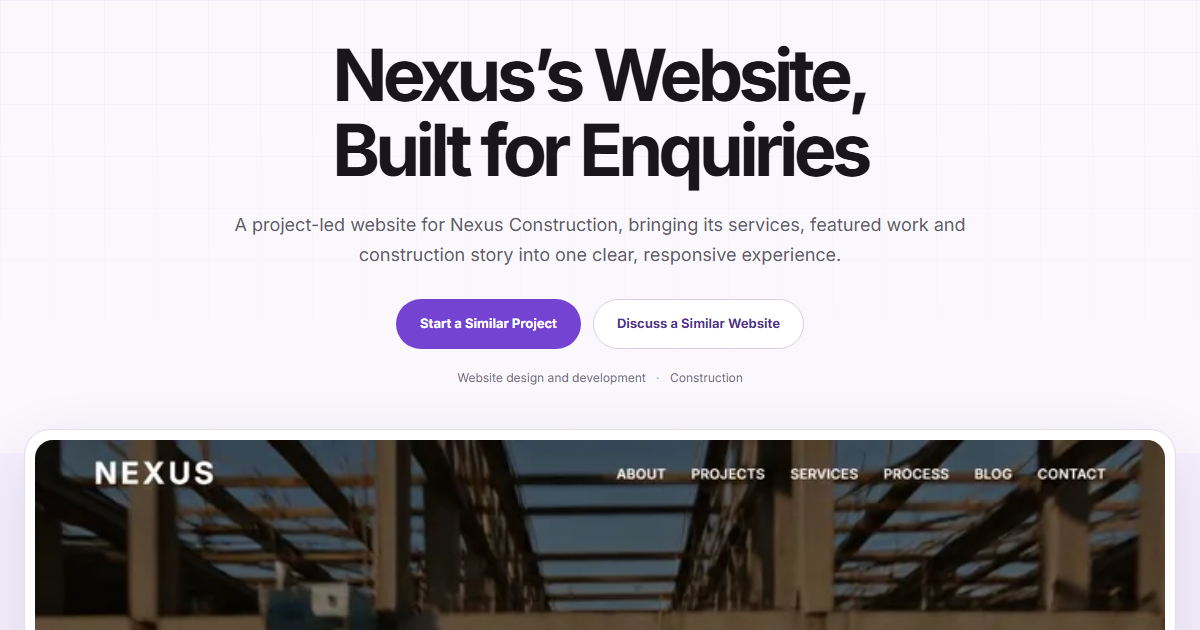 Nexus’s Website,
Built for Enquiries
A project-led website for Nexus Construction, bringing its services, featured work and
construction story into one clear, responsive experience.
Start a Similar Project
Discuss a Similar Website
Website design and development · Construction
NEXUS
ABOUT PROJECTS SERVICES PROCESS BLOG CONTACT